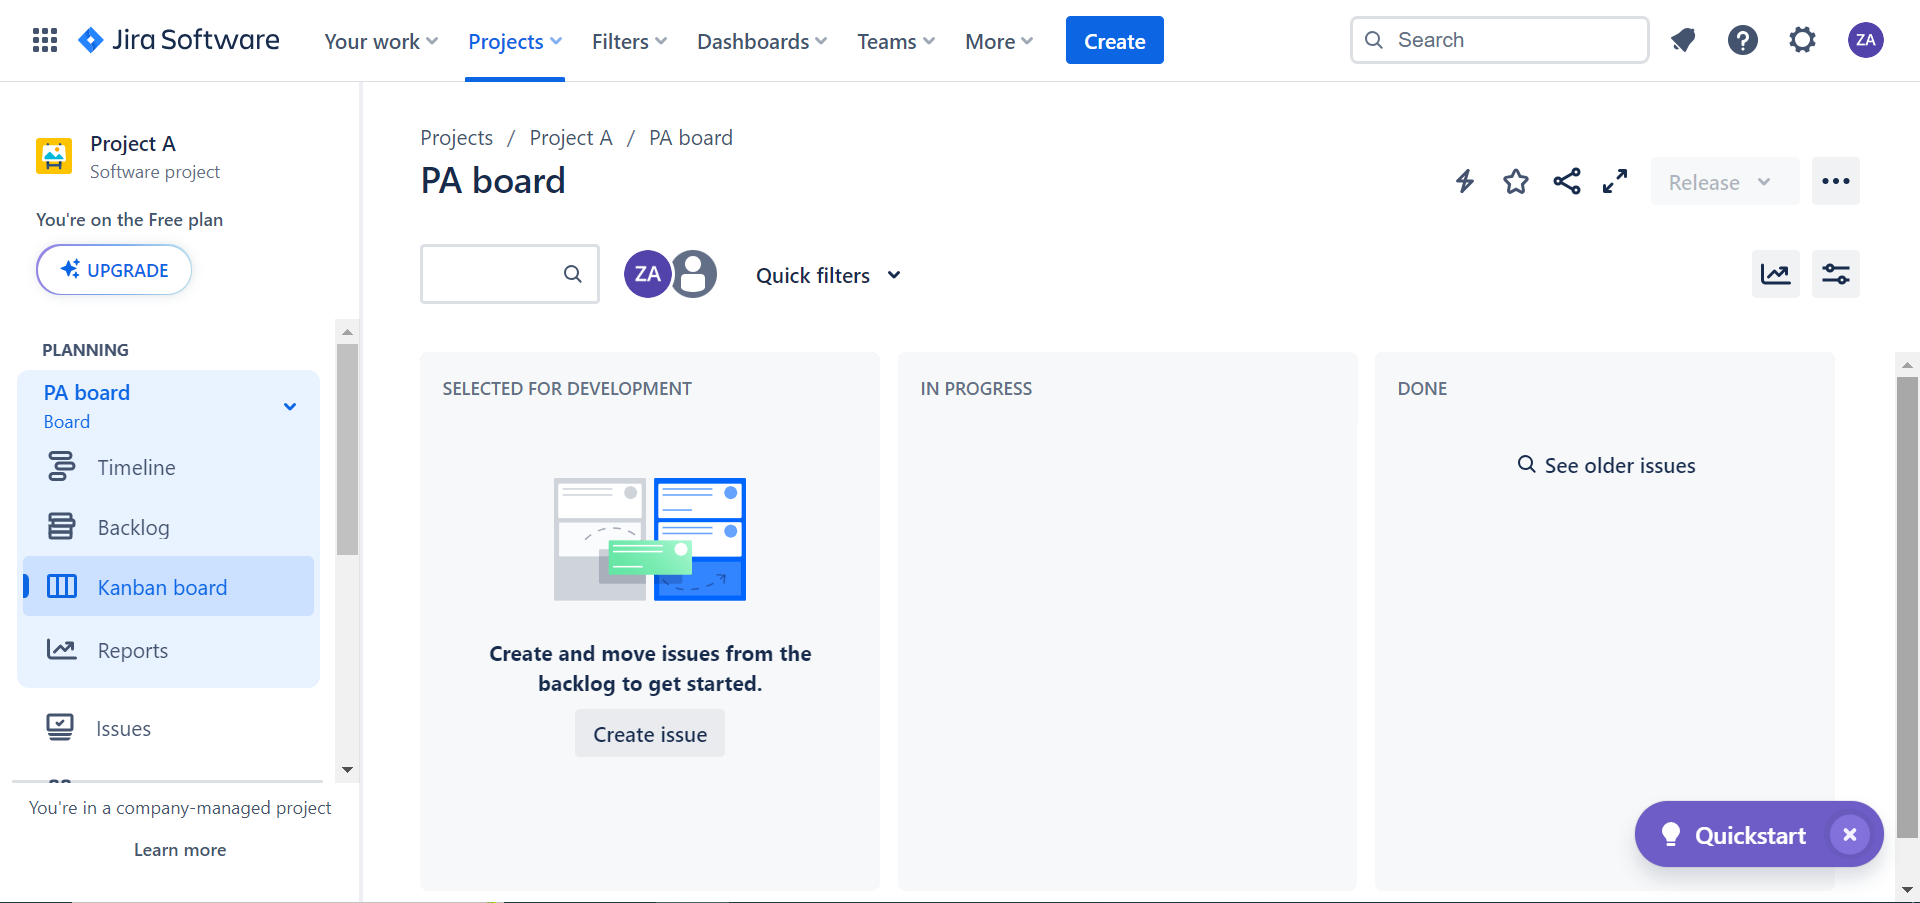 Jira Software
Your work
Projects
Filters
Dashboards
Teams
More
Create
Search
ZA
Project A
Software project
You're on the Free plan
UPGRADE
PLANNING
PA board
Board
Timeline
Backlog
Kanban board
Reports
Issues
You're in a company-managed project
Learn more
Projects / Project A / PA board
PA board
Release
ZA
Quick filters
SELECTED FOR DEVELOPMENT
Create and move issues from the
backlog to get started.
Create issue
IN PROGRESS
DONE
See older issues
Quickstart